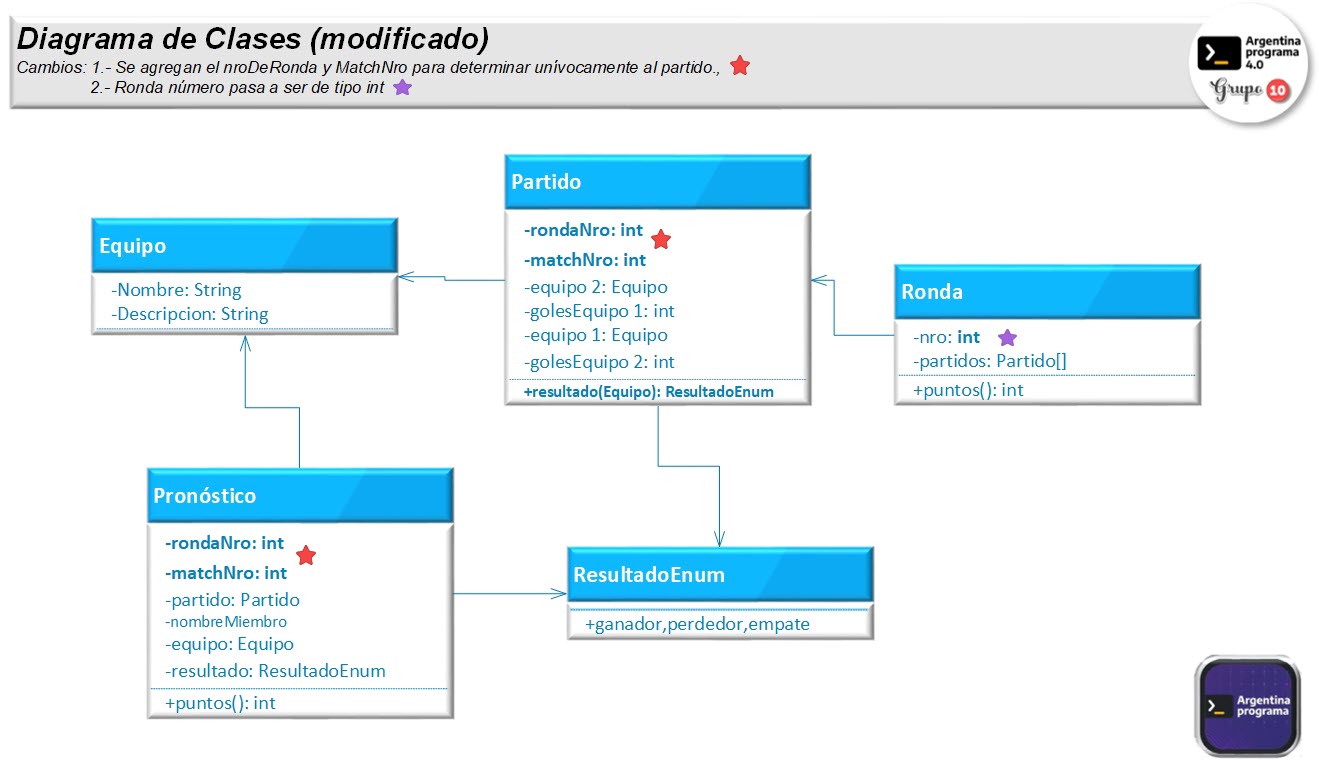 Diagrama de Clases (modificado)
Cambios: 1.- Se agregan el nroDeRonda y MatchNro para determinar unívocamente al partido.,
2.- Ronda número pasa a ser de tipo int
Argentina
programa
4.0
Grupo 10
Partido
-rondaNro: int
-matchNro: int
-equipo 2: Equipo
-golesEquipo 1: int
-equipo 1: Equipo
-golesEquipo 2: int
+resultado(Equipo): ResultadoEnum
Equipo
-Nombre: String
-Descripcion: String
Ronda
-nro: int
-partidos: Partido[]
+puntos(): int
Pronóstico
-rondaNro: int
-matchNro: int
-partido: Partido
-nombreMiembro
-equipo: Equipo
-resultado: ResultadoEnum
+puntos(): int
ResultadoEnum
+ganador,perdedor,empate
Argentina
programa